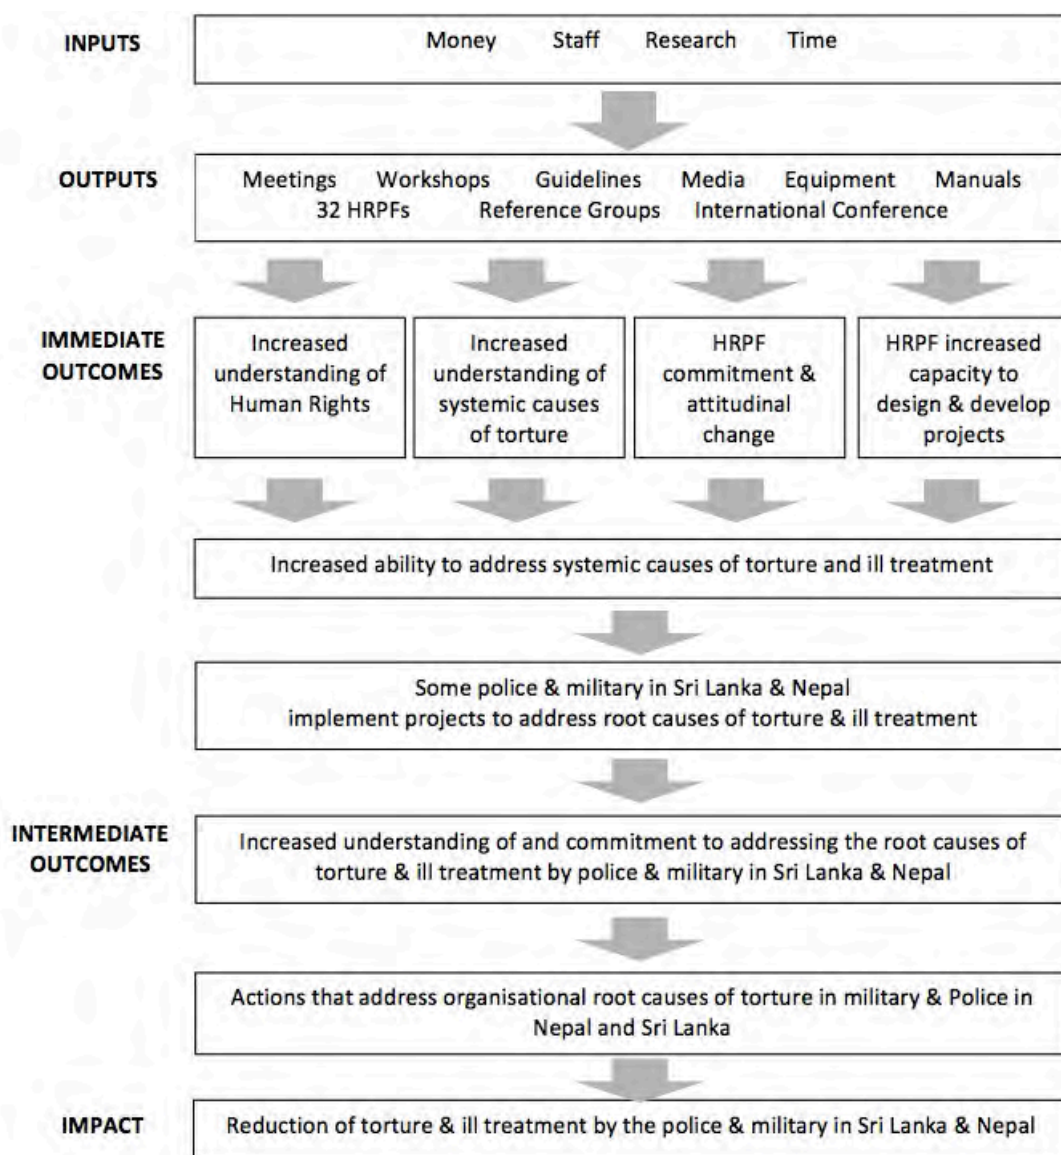 INPUTS
Money Staff Research Time
OUTPUTS
Meetings Workshops Guidelines Media Equipment Manuals
32 HRPFs Reference Groups International Conference
IMMEDIATE
OUTCOMES
Increased
understanding of
Human Rights
Increased
understanding of
systemic causes
of torture
HRPF
commitment &
attitudinal
change
HRPF increased
capacity to
design & develop
projects
Increased ability to address systemic causes of torture and ill treatment
Some police & military in Sri Lanka & Nepal
implement projects to address root causes of torture & ill treatment
INTERMEDIATE
OUTCOMES
Increased understanding of and commitment to addressing the root causes of
torture & ill treatment by police & military in Sri Lanka & Nepal
Actions that address organisational root causes of torture in military & Police in
Nepal and Sri Lanka
IMPACT
Reduction of torture & ill treatment by the police & military in Sri Lanka & Nepal